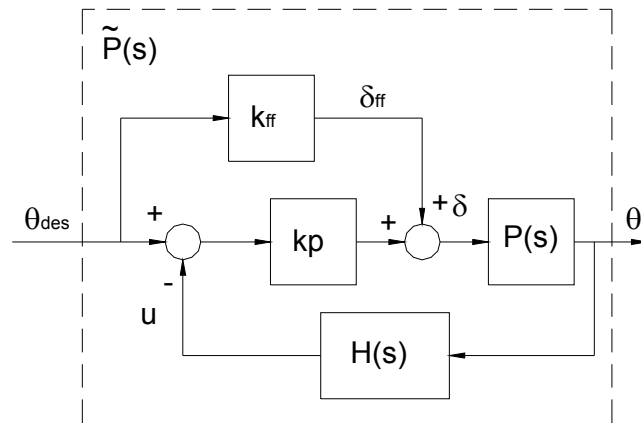 P̃(s)
kff
δff
θdes
+
+
+
δ
kp
P(s)
θ
-
u
H(s)